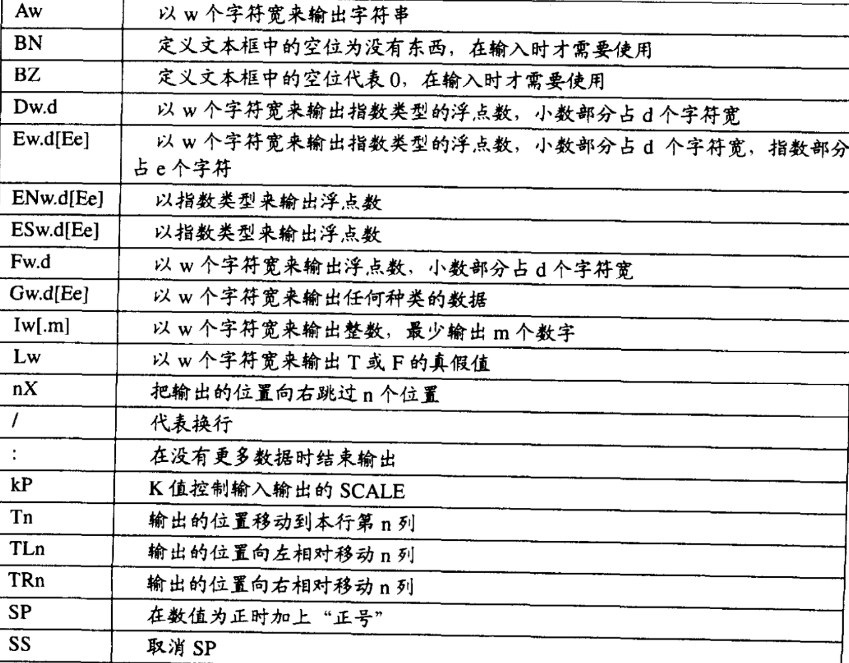 Aw 以 w 个字符宽来输出字符串
BN 定义文本框中的空位为没有东西，在输入时才需要使用
BZ 定义文本框中的空位代表 0，在输入时才需要使用
Dw.d 以 w 个字符宽来输出指数类型的浮点数，小数部分占 d 个字符宽
Ew.d[Ee] 以 w 个字符宽来输出指数类型的浮点数，小数部分占 d 个字符宽，指数部分
占 e 个字符
ENw.d[Ee] 以指数类型来输出浮点数
ESw.d[Ee] 以指数类型来输出浮点数
Fw.d 以 w 个字符宽来输出浮点数，小数部分占 d 个字符宽
Gw.d[Ee] 以 w 个字符宽来输出任何种类的数据
Iw[.m] 以 w 个字符宽来输出整数，最少输出 m 个数字
Lw 以 w 个字符宽来输出 T 或 F 的真假值
nX 把输出的位置向右跳过 n 个位置
/ 代表换行
: 在没有更多数据时结束输出
kP K 值控制输入输出的 SCALE
Tn 输出的位置移动到本行第 n 列
TLn 输出的位置向左相对移动 n 列
TRn 输出的位置向右相对移动 n 列
SP 在数值为正时加上“正号”
SS 取消 SP